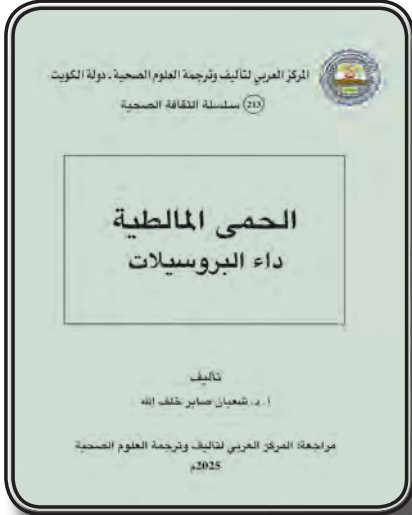 المركز العربي لتأليف وترجمة العلوم الصحية ـ دولة الكويت
(213) سلسلة الثقافة الصحية
الحمى المالطية
داء البروسيلات
تأليف
أ. د. شعبان صابر خلف الله
مراجعة: المركز العربي لتأليف وترجمة العلوم الصحية
2025م